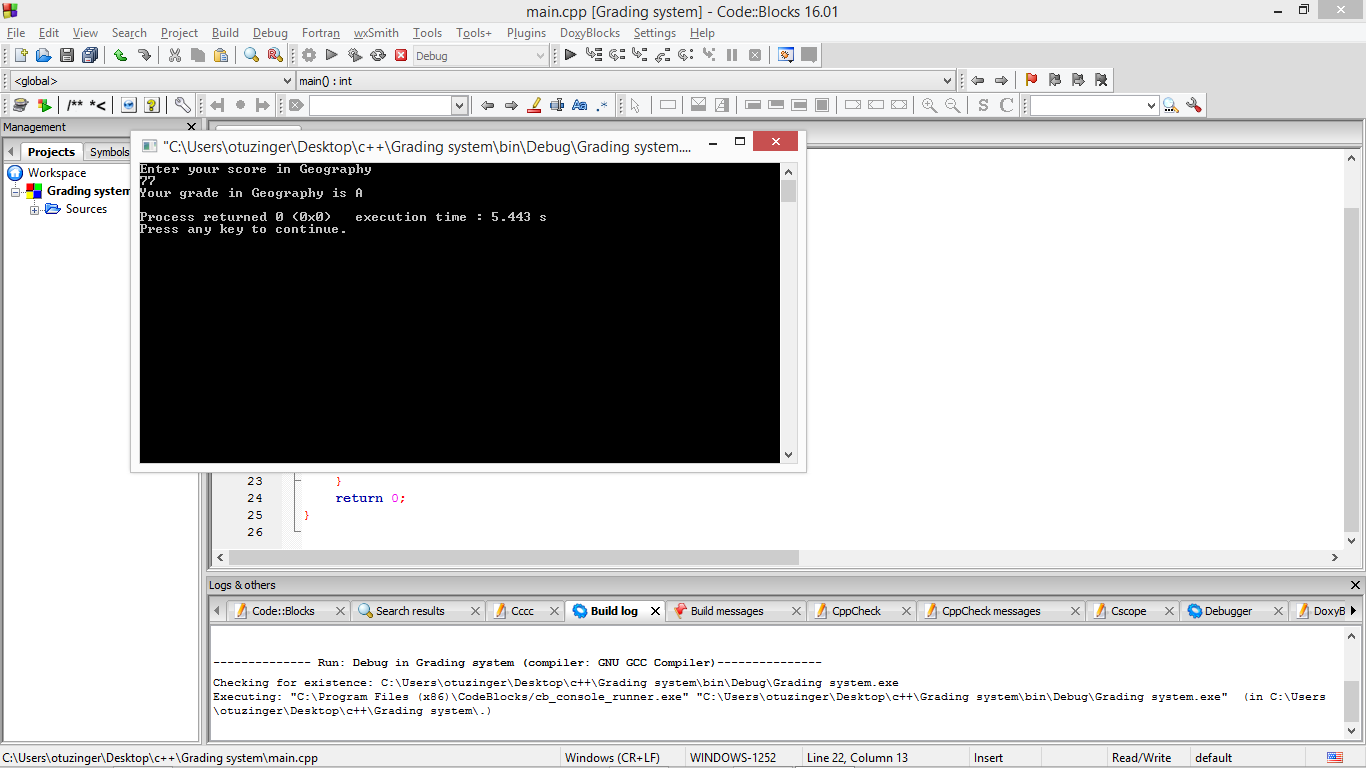 main.cpp [Grading system] - Code::Blocks 16.01
File Edit View Search Project Build Debug Fortran wxSmith Tools Tools+ Plugins DoxyBlocks Settings Help
Debug
<global> main() : int
/** *<
Aa .*
S C
Management
Projects Symbols
Workspace
Grading system
Sources
"C:\Users\otuzinger\Desktop\c++\Grading system\bin\Debug\Grading system....
Enter your score in Geography
77
Your grade in Geography is A
Process returned 0 (0x0) execution time : 5.443 s
Press any key to continue.
23 }
24 return 0;
25 }
26
Logs & others
Code::Blocks Search results Cccc Build log Build messages CppCheck CppCheck messages Cscope Debugger DoxyB
-------------- Run: Debug in Grading system (compiler: GNU GCC Compiler)---------------
Checking for existence: C:\Users\otuzinger\Desktop\c++\Grading system\bin\Debug\Grading system.exe
Executing: "C:\Program Files (x86)\CodeBlocks/cb_console_runner.exe" "C:\Users\otuzinger\Desktop\c++\Grading system\bin\Debug\Grading system.exe" (in C:\Users
\otuzinger\Desktop\c++\Grading system\.)
C:\Users\otuzinger\Desktop\c++\Grading system\main.cpp Windows (CR+LF) WINDOWS-1252 Line 22, Column 13 Insert Read/Write default